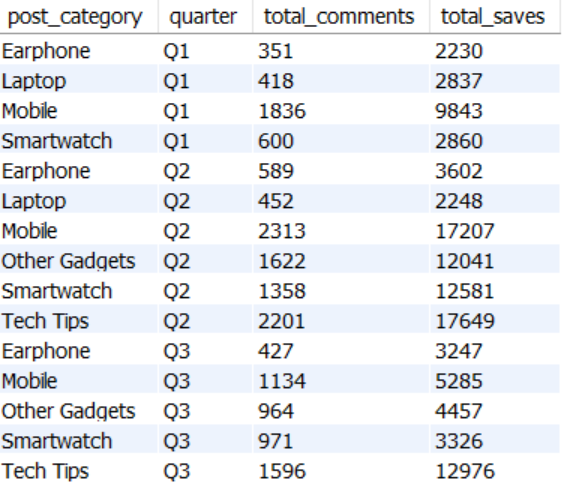 post_category quarter total_comments total_saves
Earphone Q1 351 2230
Laptop Q1 418 2837
Mobile Q1 1836 9843
Smartwatch Q1 600 2860
Earphone Q2 589 3602
Laptop Q2 452 2248
Mobile Q2 2313 17207
Other Gadgets Q2 1622 12041
Smartwatch Q2 1358 12581
Tech Tips Q2 2201 17649
Earphone Q3 427 3247
Mobile Q3 1134 5285
Other Gadgets Q3 964 4457
Smartwatch Q3 971 3326
Tech Tips Q3 1596 12976